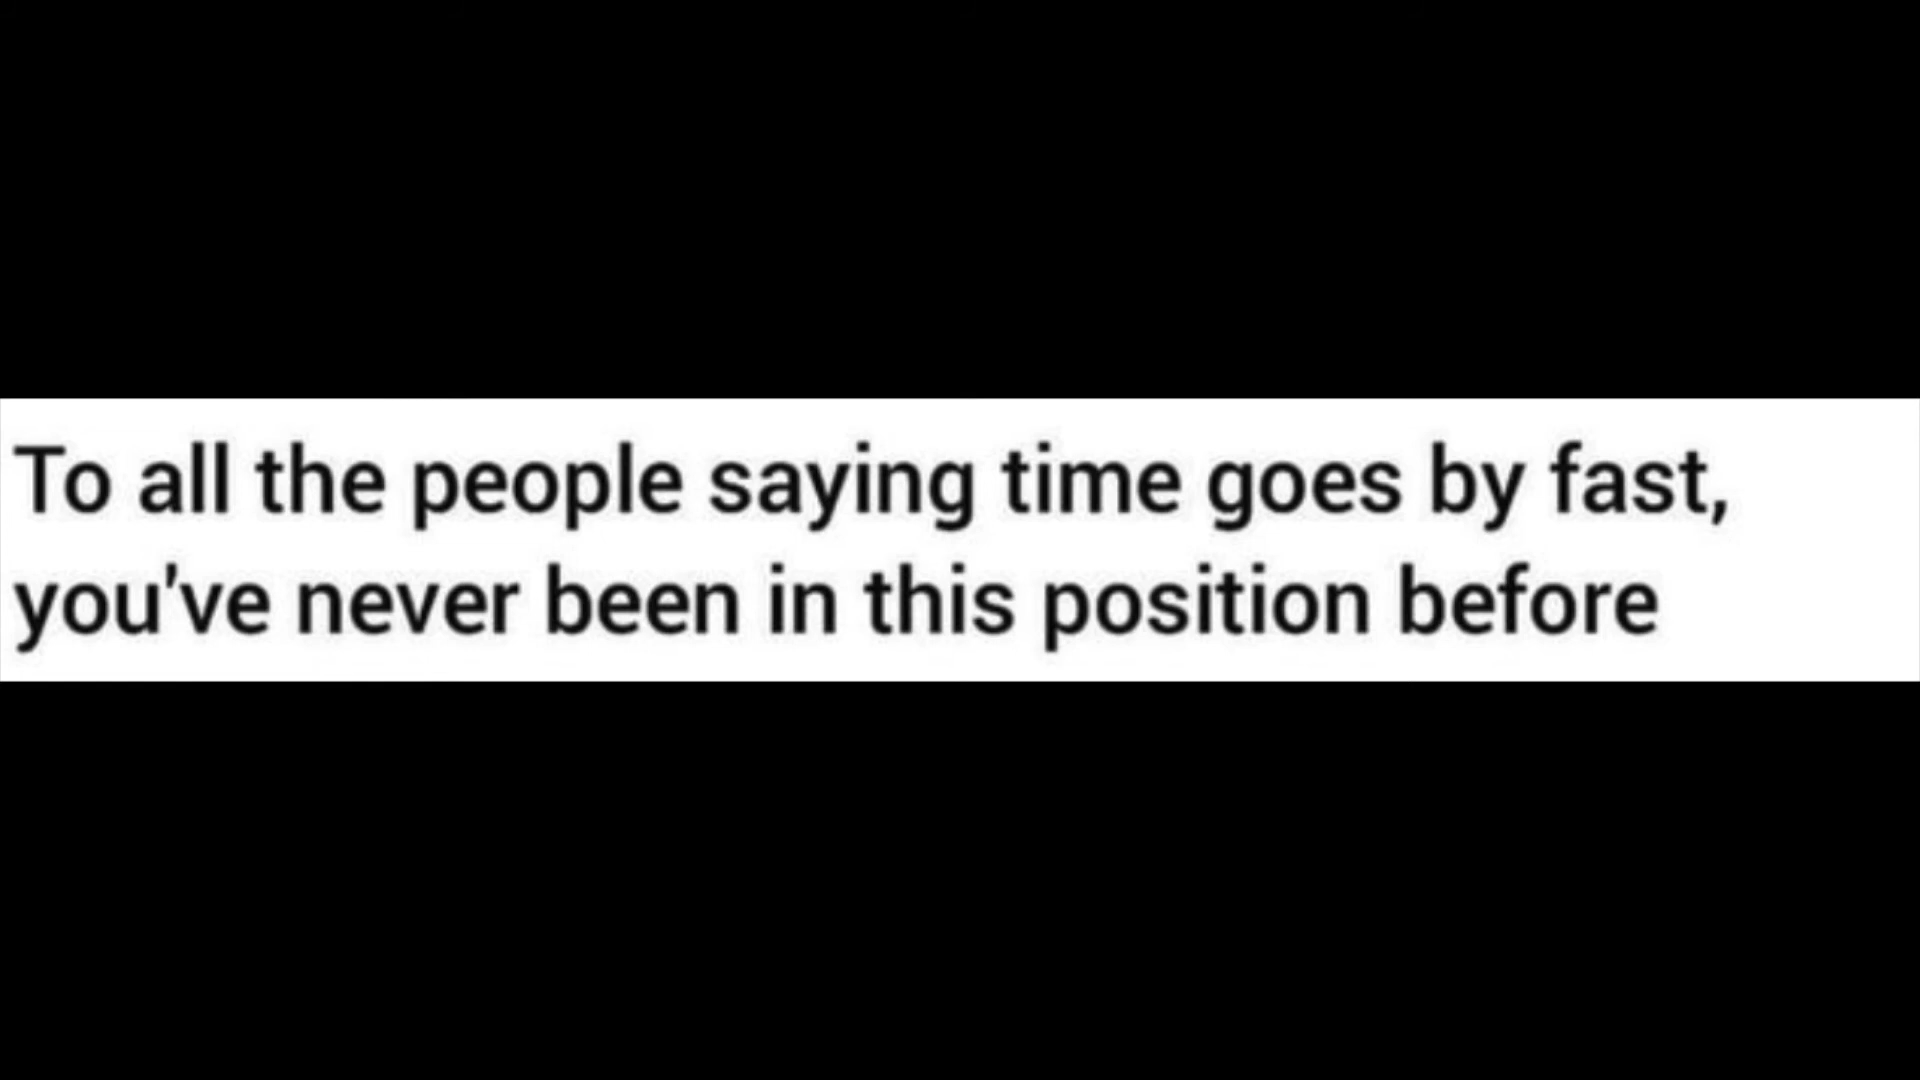 To all the people saying time goes by fast,
you've never been in this position before